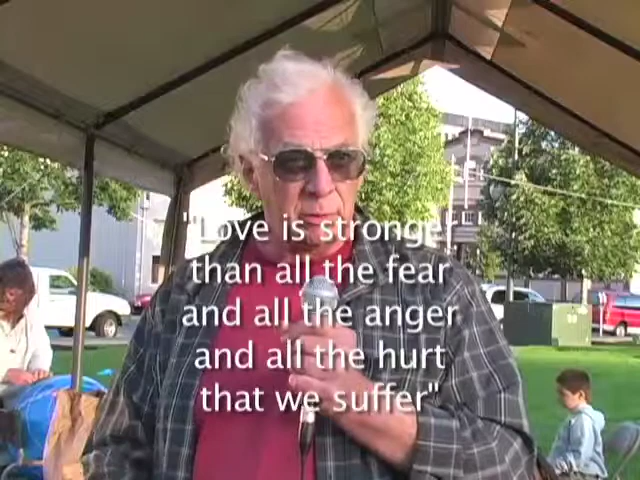 "Love is stronger
than all the fear
and all the anger
and all the hurt
that we suffer"